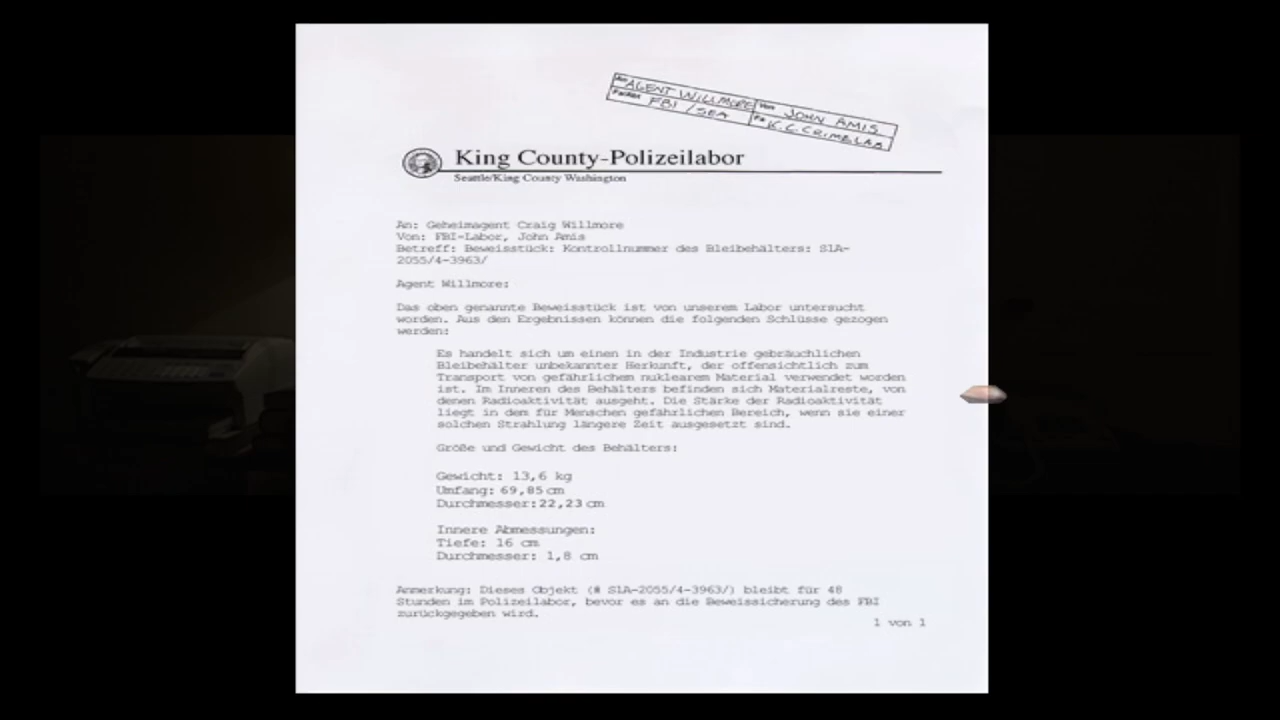 An AGENT WILLMORE Von JOHN AMIS
Fachber. FBI/SEA Fa K.C. CRIMELAB
King County-Polizeilabor
Seattle/King County Washington
An: Geheimagent Craig Willmore
Von: FBI-Labor, John Amis
Betreff: Beweisstück: Kontrollnummer des Bleibehälters: S1A-
2055/4-3963/
Agent Willmore:
Das oben genannte Beweisstück ist von unserem Labor untersucht
worden. Aus den Ergebnissen können die folgenden Schlüsse gezogen
werden:
Es handelt sich um einen in der Industrie gebräuchlichen
Bleibehälter unbekannter Herkunft, der offensichtlich zum
Transport von gefährlichem nuklearem Material verwendet worden
ist. Im Inneren des Behälters befinden sich Materialreste, von
denen Radioaktivität ausgeht. Die Stärke der Radioaktivität
liegt in dem für Menschen gefährlichen Bereich, wenn sie einer
solchen Strahlung längere Zeit ausgesetzt sind.
Größe und Gewicht des Behälters:
Gewicht: 13,6 kg
Umfang: 69,85 cm
Durchmesser: 22,23 cm
Innere Abmessungen:
Tiefe: 16 cm
Durchmesser: 1,8 cm
Anmerkung: Dieses Objekt (# S1A-2055/4-3963/) bleibt für 48
Stunden im Polizeilabor, bevor es an die Beweissicherung des FBI
zurückgegeben wird.
1 von 1